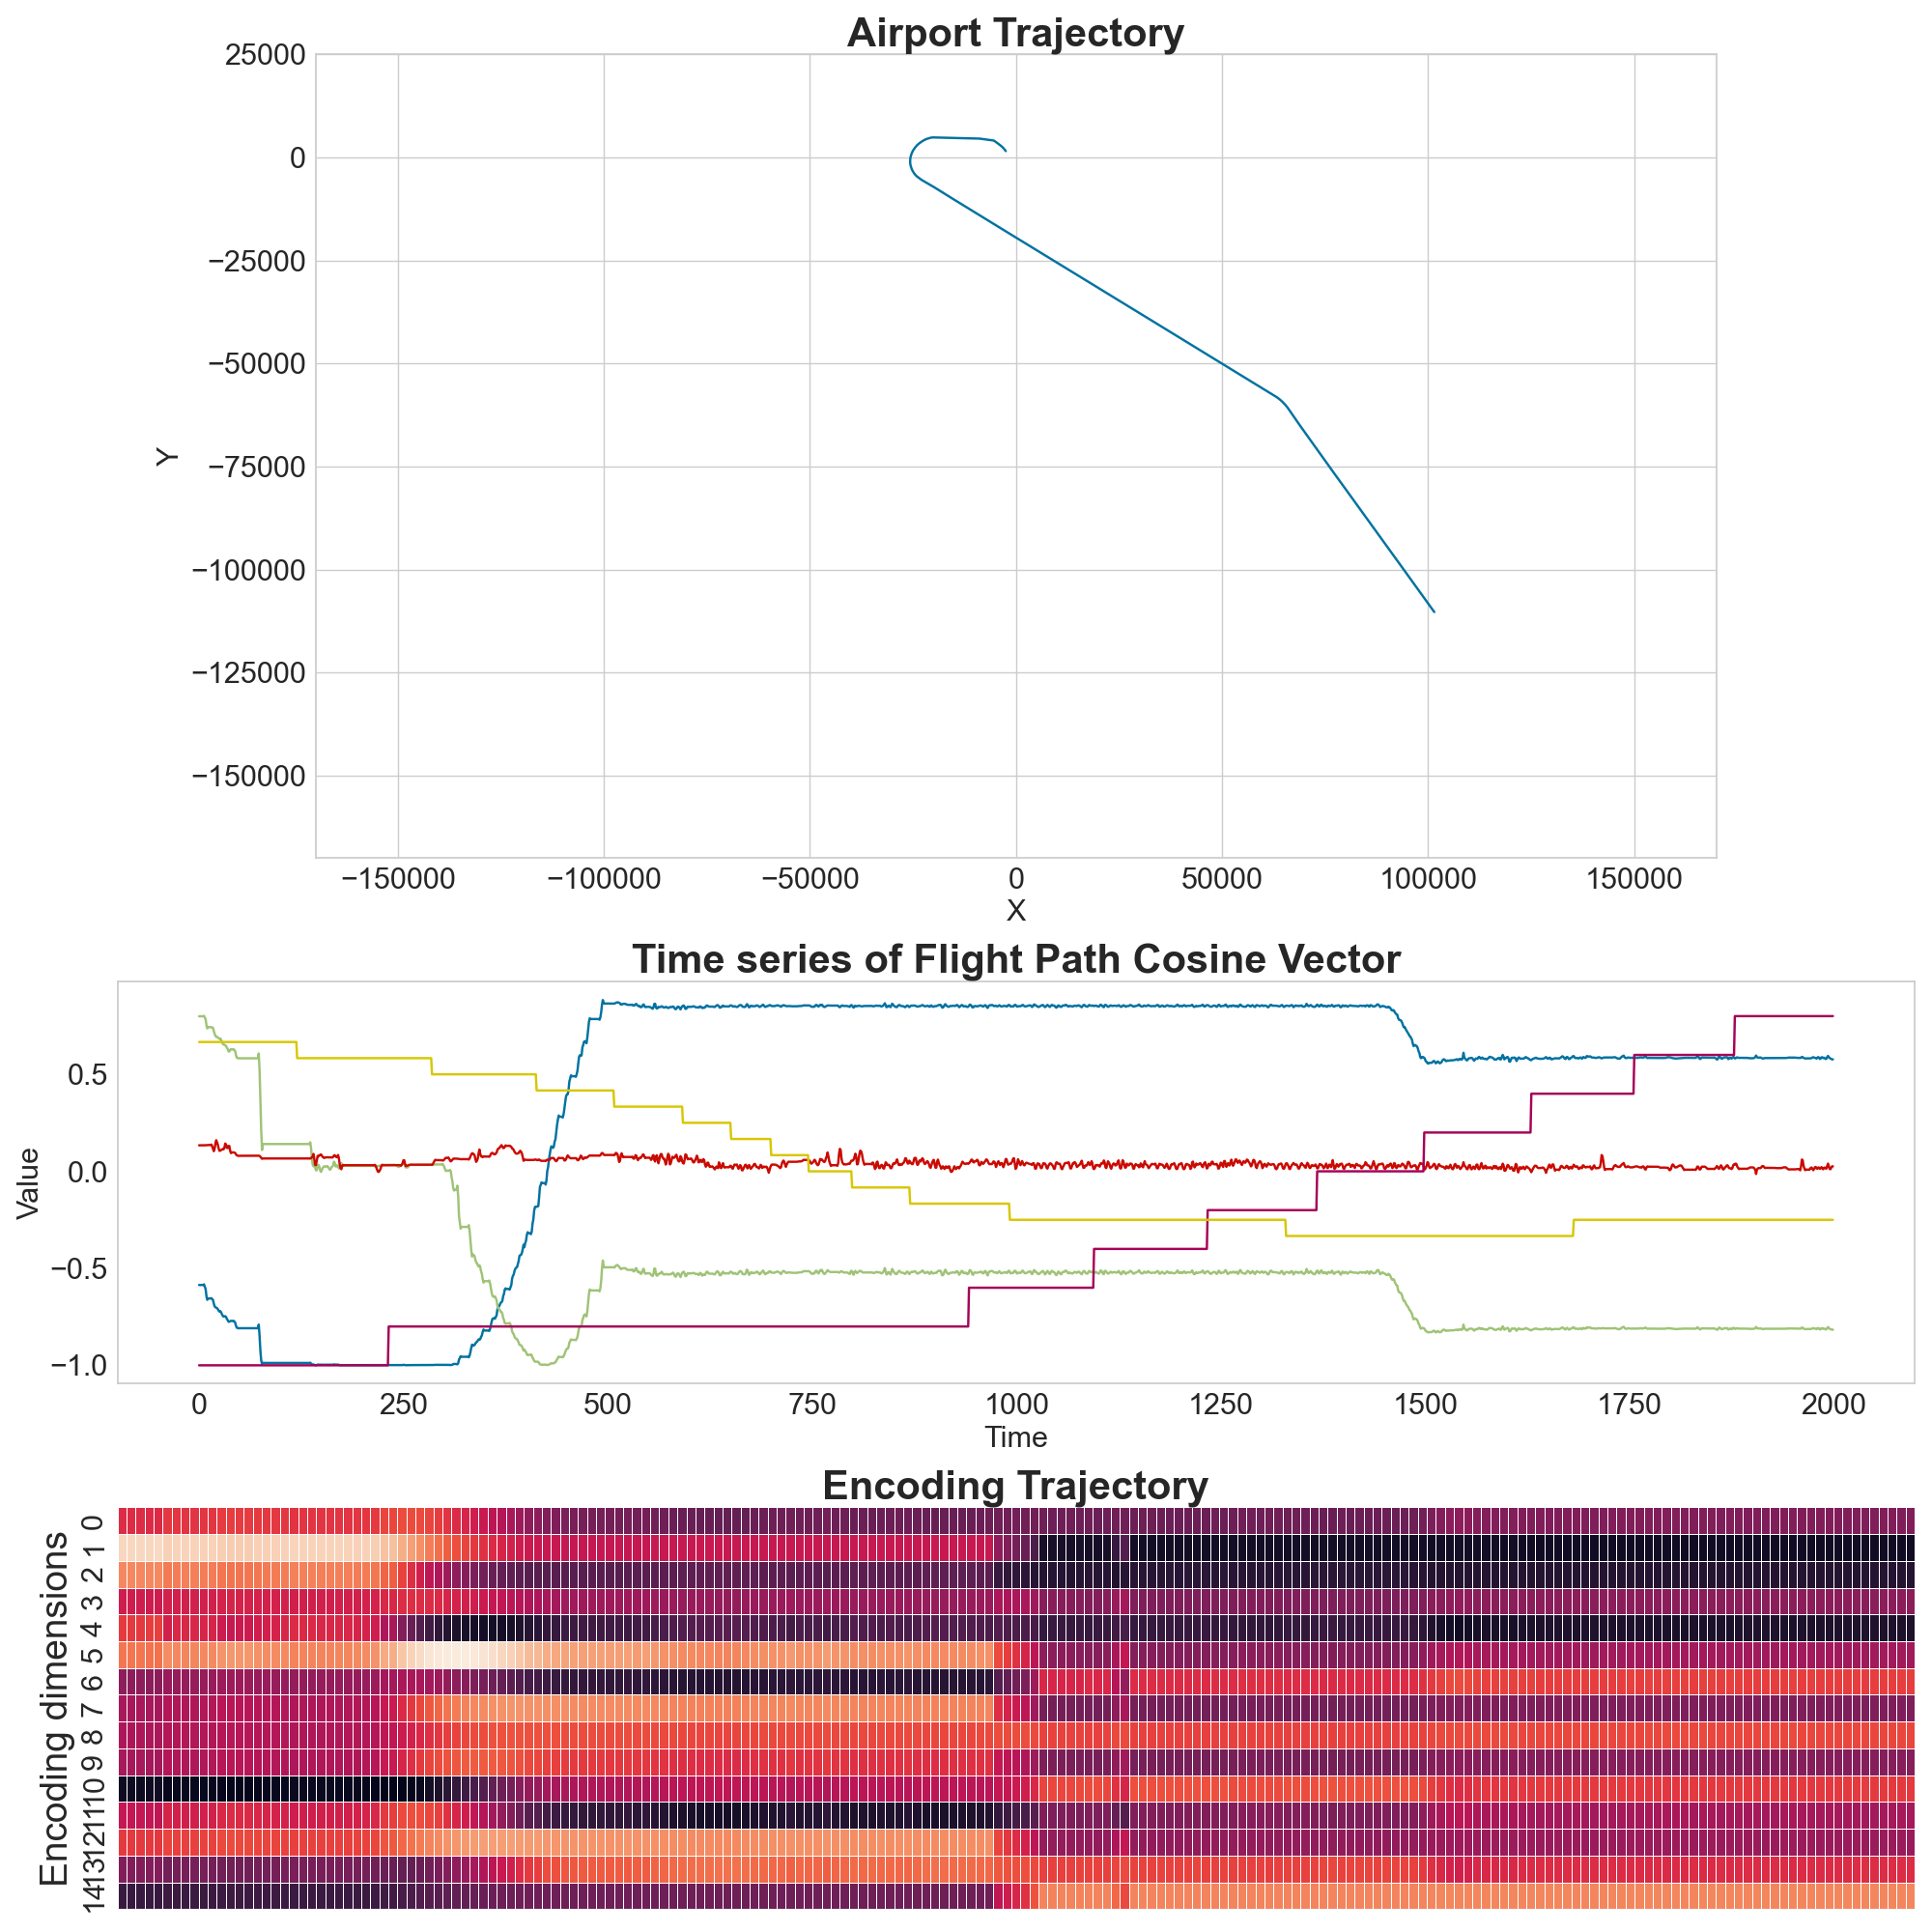 Airport Trajectory
25000
0
−25000
−50000
−75000
−100000
−125000
−150000
Y
−150000 −100000 −50000 0 50000 100000 150000
X
Time series of Flight Path Cosine Vector
0.5
0.0
−0.5
−1.0
Value
0 250 500 750 1000 1250 1500 1750 2000
Time
Encoding Trajectory
Encoding dimensions
0
1
2
3
4
5
6
7
8
9
10
11
12
13
14